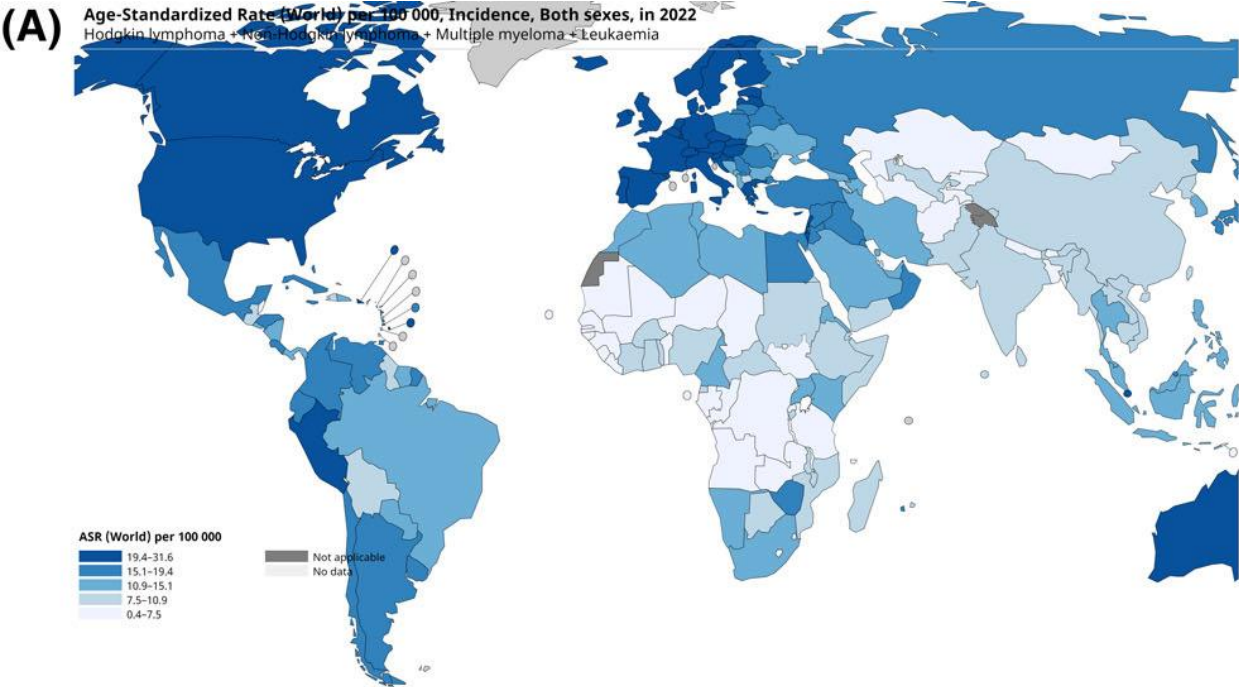 (A)
Age-Standardized Rate (World) per 100 000, Incidence, Both sexes, in 2022
Hodgkin lymphoma + Non-Hodgkin lymphoma + Multiple myeloma + Leukaemia
ASR (World) per 100 000
19.4–31.6
15.1–19.4
10.9–15.1
7.5–10.9
0.4–7.5
Not applicable
No data